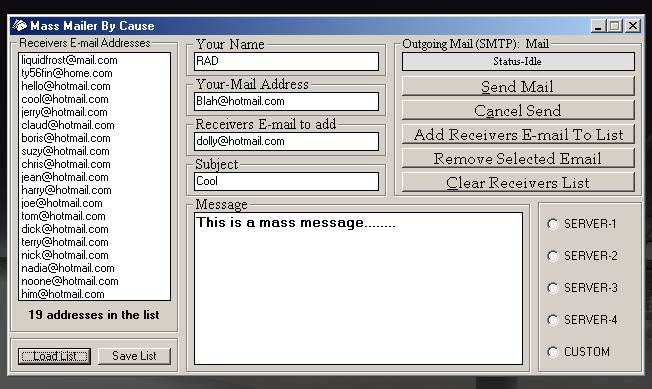 Mass Mailer By Cause
Receivers E-mail Addresses
liquidfrost@mail.com
ty56fin@home.com
hello@hotmail.com
cool@hotmail.com
jerry@hotmail.com
claud@hotmail.com
boris@hotmail.com
suzy@hotmail.com
chris@hotmail.com
jean@hotmail.com
harry@hotmail.com
joe@hotmail.com
tom@hotmail.com
dick@hotmail.com
terry@hotmail.com
nick@hotmail.com
nadia@hotmail.com
noone@hotmail.com
him@hotmail.com
19 addresses in the list
Load List
Save List
Your Name
RAD
Your-Mail Address
Blah@hotmail.com
Receivers E-mail to add
dolly@hotmail.com
Subject
Cool
Outgoing Mail (SMTP): Mail
Status-Idle
Send Mail
Cancel Send
Add Receivers E-mail To List
Remove Selected Email
Clear Receivers List
Message
This is a mass message........
SERVER-1
SERVER-2
SERVER-3
SERVER-4
CUSTOM